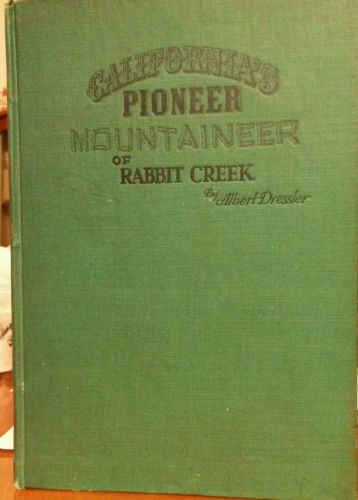 CALIFORNIA'S
PIONEER
MOUNTAINEER
OF
RABBIT CREEK
By Albert Dressler